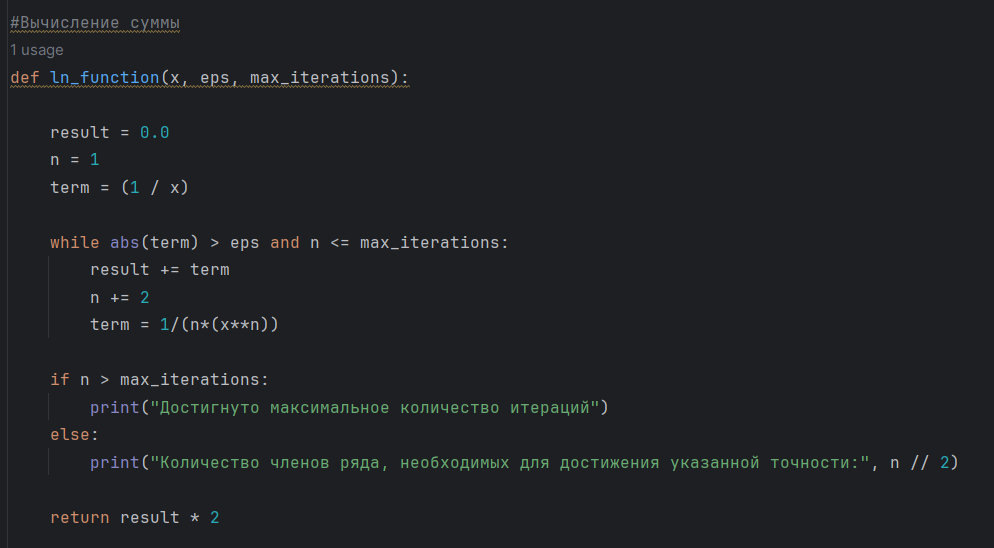 #Вычисление суммы
1 usage
def ln_function(x, eps, max_iterations):
result = 0.0
n = 1
term = (1 / x)
while abs(term) > eps and n <= max_iterations:
result += term
n += 2
term = 1/(n*(x**n))
if n > max_iterations:
print("Достигнуто максимальное количество итераций")
else:
print("Количество членов ряда, необходимых для достижения указанной точности:", n // 2)
return result * 2